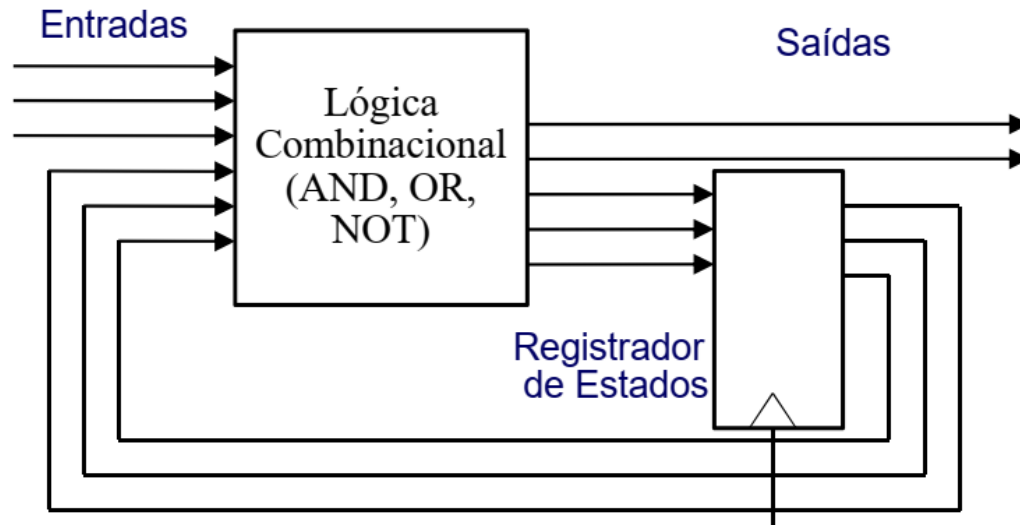 Entradas
Saídas
Lógica
Combinacional
(AND, OR,
NOT)
Registrador
de Estados